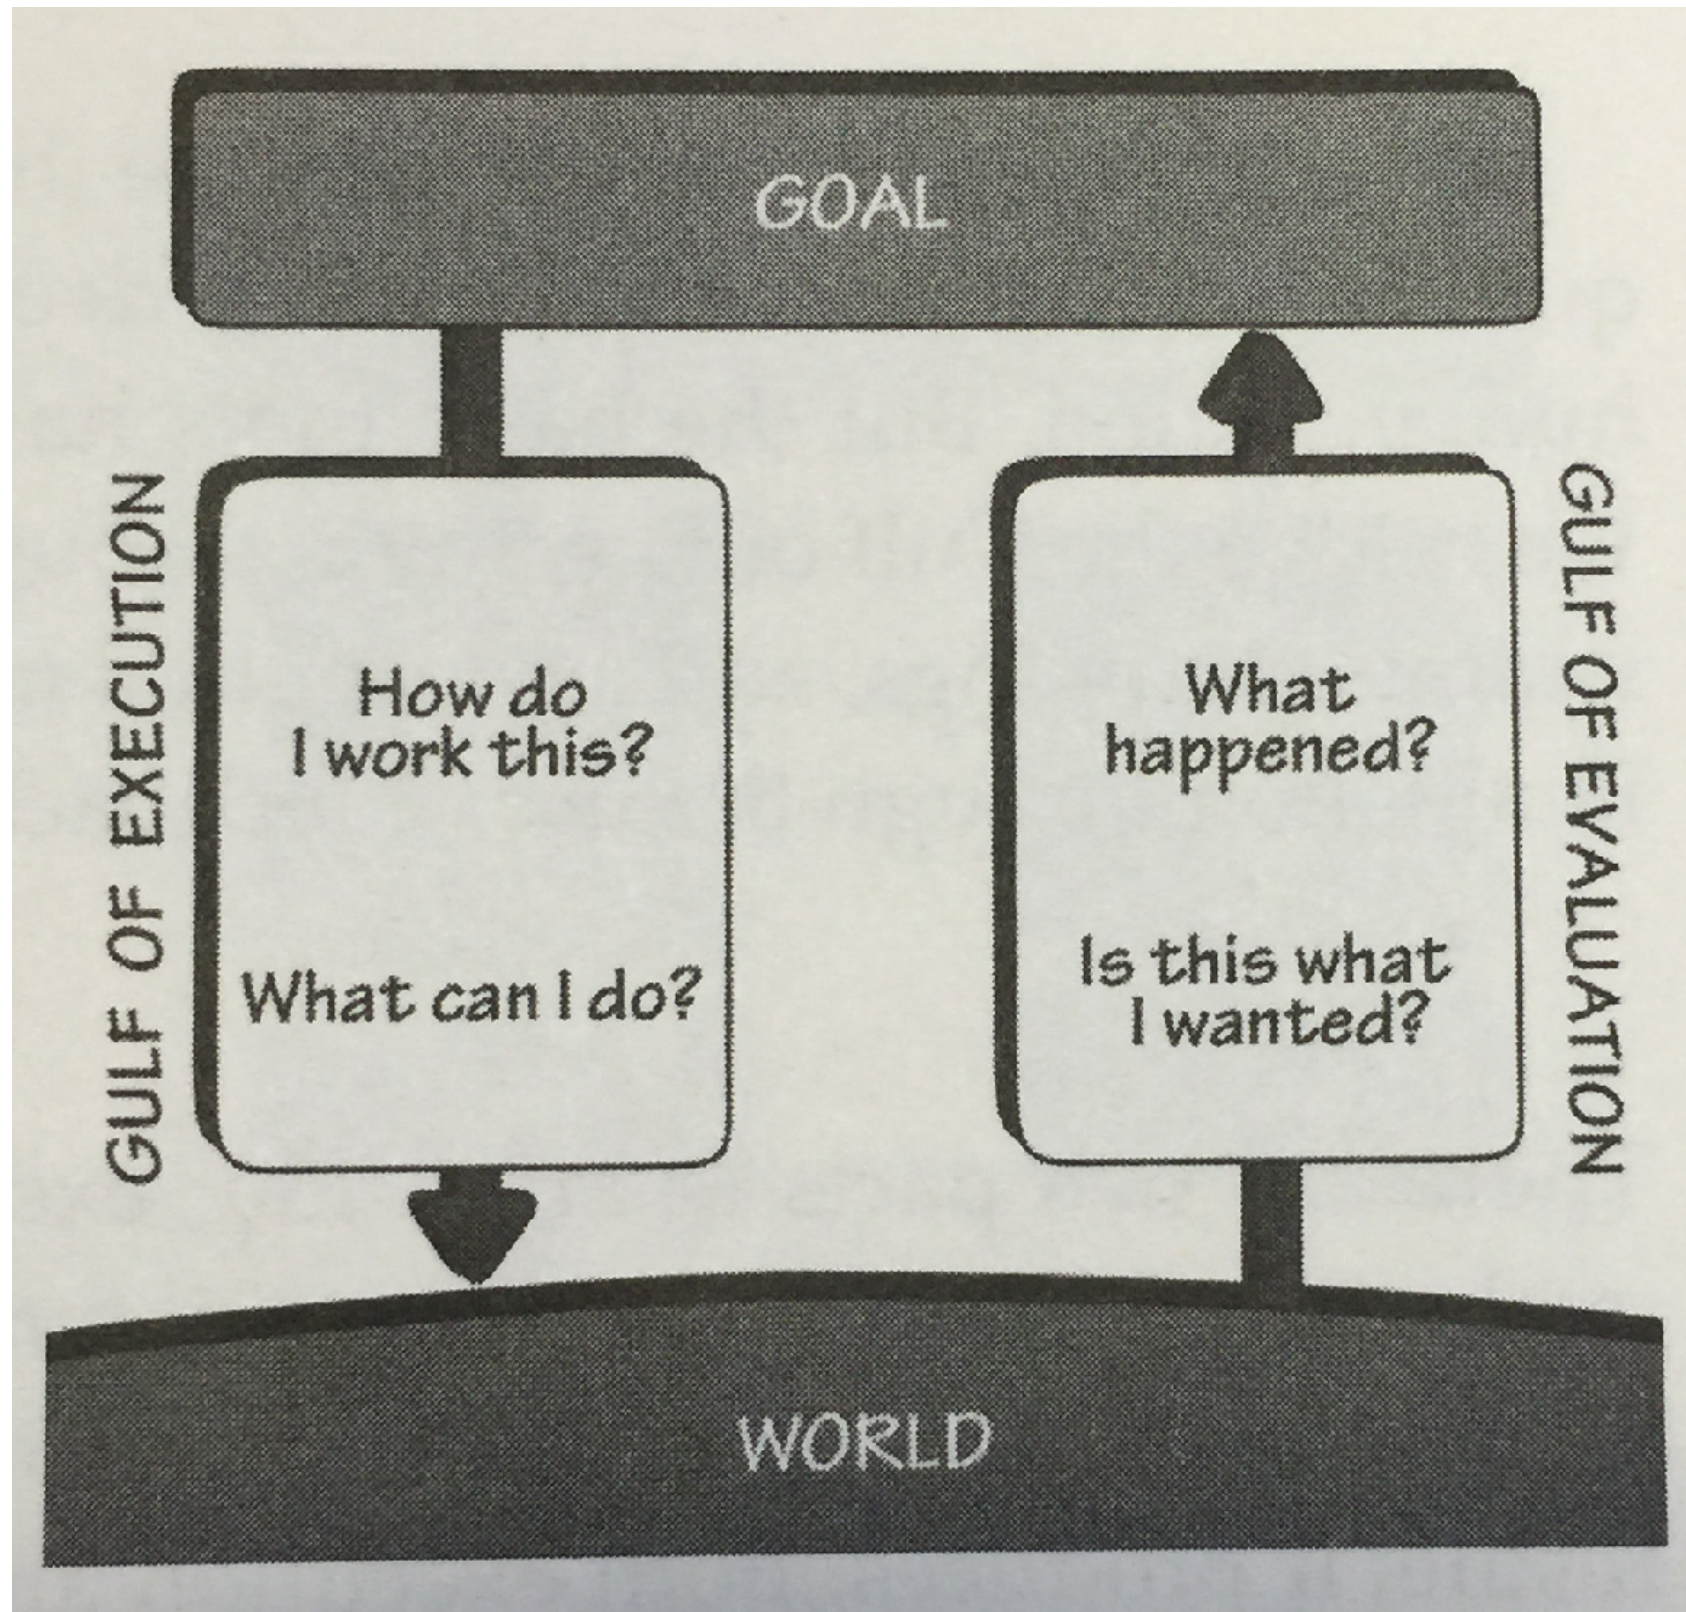 GOAL
GULF OF EXECUTION
How do
I work this?
What can I do?
What
happened?
Is this what
I wanted?
GULF OF EVALUATION
WORLD